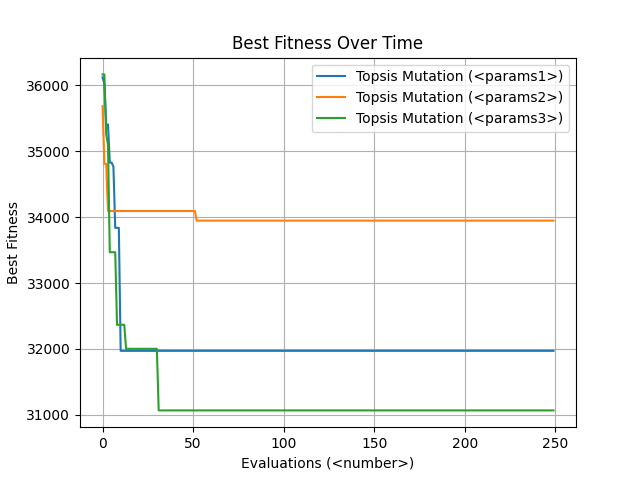 Best Fitness Over Time
Topsis Mutation (<params1>)
Topsis Mutation (<params2>)
Topsis Mutation (<params3>)
Best Fitness
36000
35000
34000
33000
32000
31000
0 50 100 150 200 250
Evaluations (<number>)